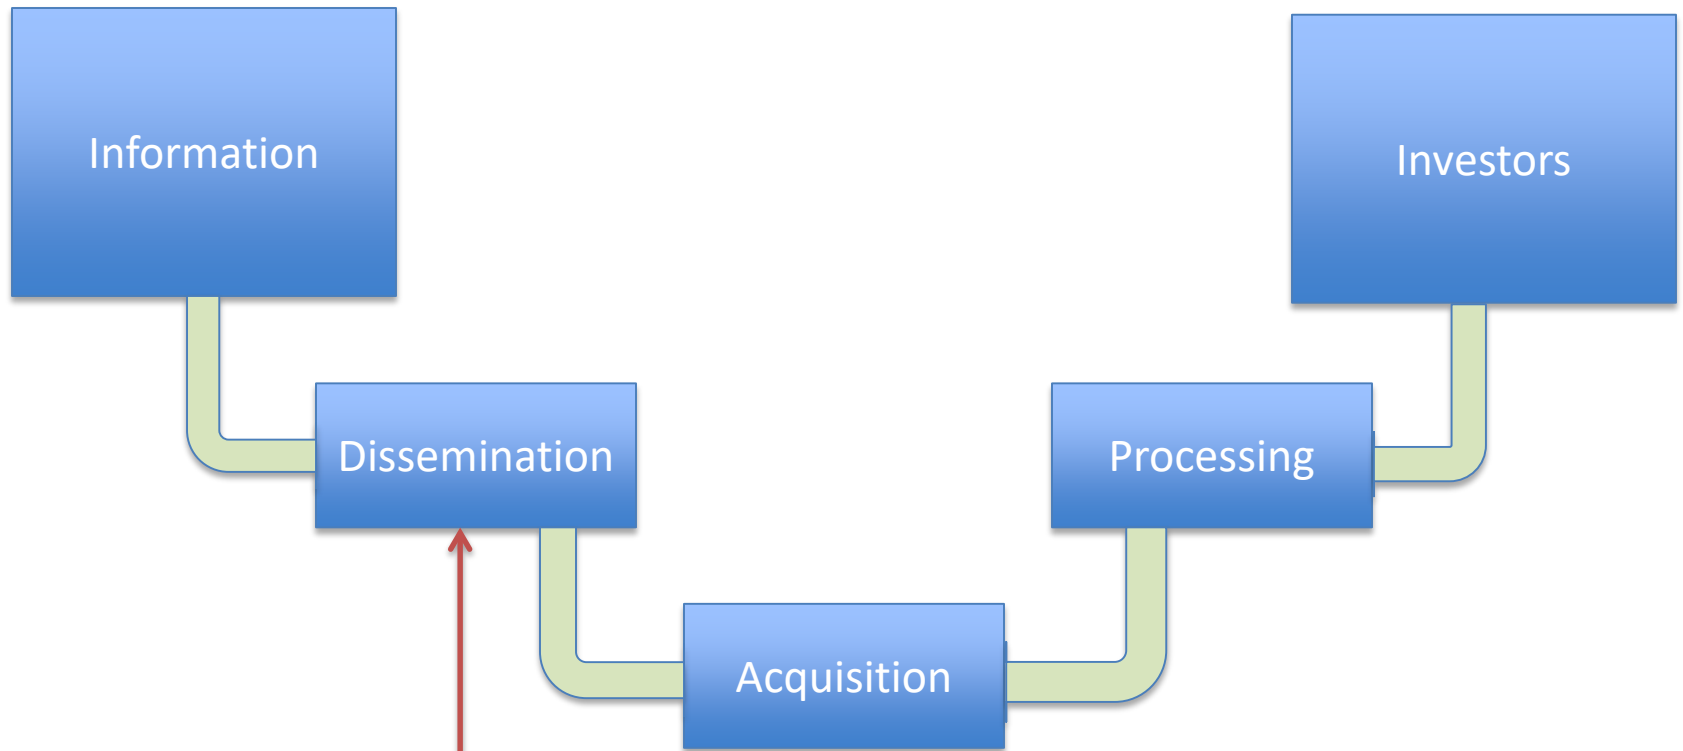 Information
Investors
Dissemination
Processing
Acquisition